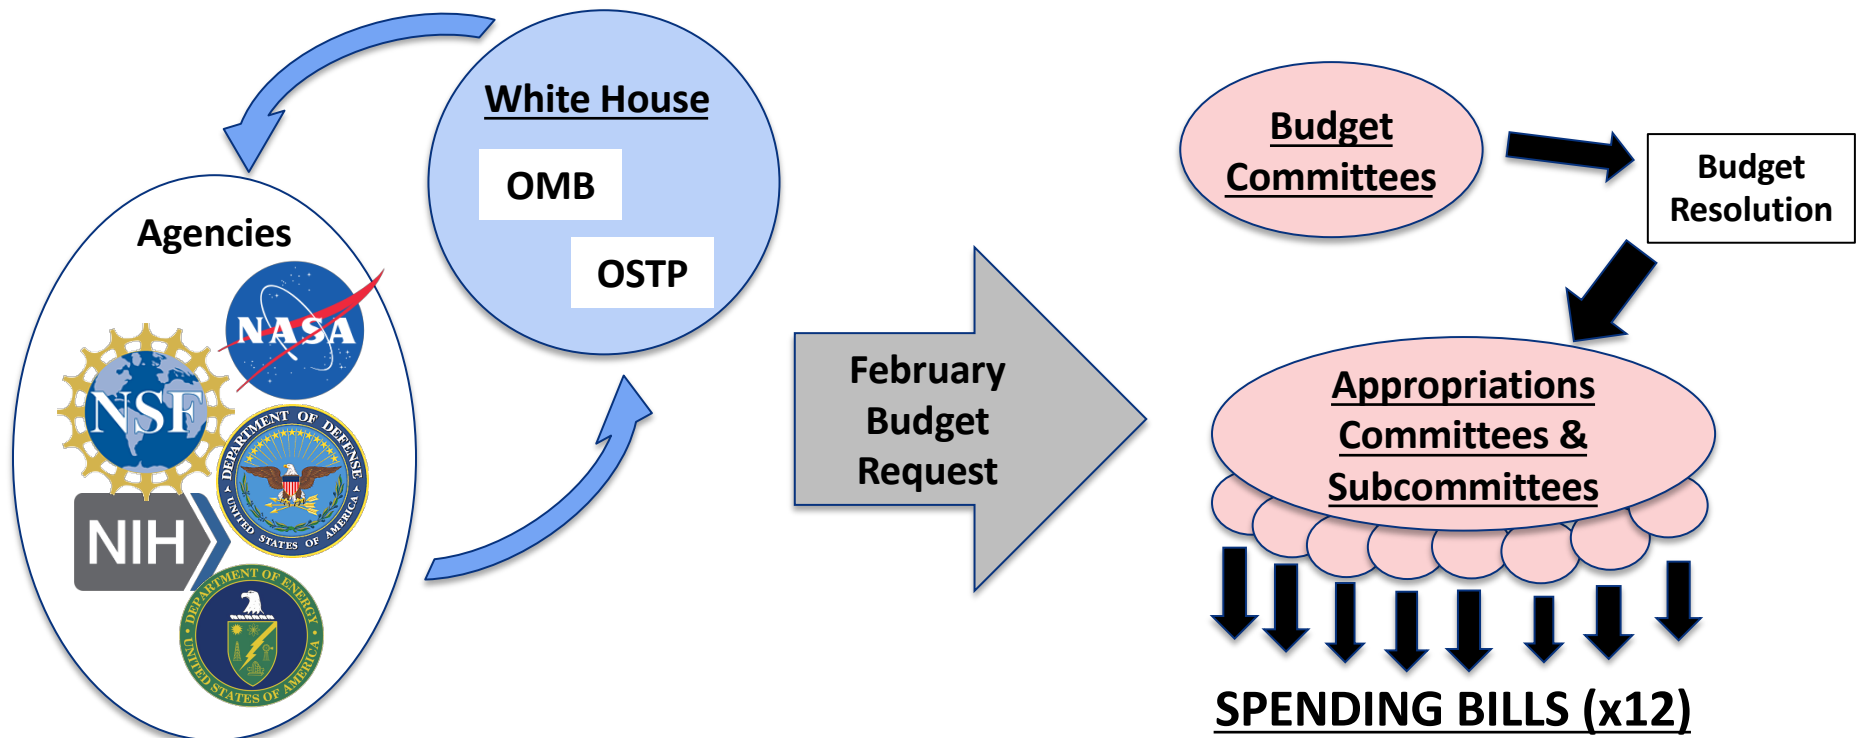 White House
OMB
OSTP
Agencies
NASA
NSF
DEPARTMENT OF DEFENSE
UNITED STATES OF AMERICA
NIH
DEPARTMENT OF ENERGY
UNITED STATES OF AMERICA
February
Budget
Request
Budget
Committees
Budget
Resolution
Appropriations
Committees &
Subcommittees
SPENDING BILLS (x12)